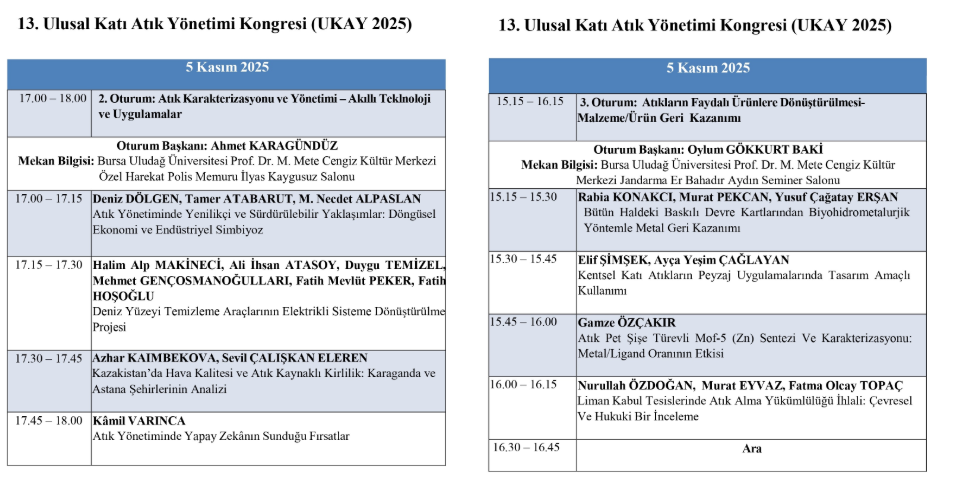 13. Ulusal Katı Atık Yönetimi Kongresi (UKAY 2025)
5 Kasım 2025
17.00 – 18.00 2. Oturum: Atık Karakterizasyonu ve Yönetimi – Akıllı Teklnoloji
ve Uygulamalar
Oturum Başkanı: Ahmet KARAGÜNDÜZ
Mekan Bilgisi: Bursa Uludağ Üniversitesi Prof. Dr. M. Mete Cengiz Kültür Merkezi
Özel Harekat Polis Memuru İlyas Kaygusuz Salonu
17.00 – 17.15 Deniz DÖLGEN, Tamer ATABARUT, M. Necdet ALPASLAN
Atık Yönetiminde Yenilikçi ve Sürdürülebilir Yaklaşımlar: Döngüsel
Ekonomi ve Endüstriyel Simbiyoz
17.15 – 17.30 Halim Alp MAKİNECİ, Ali İhsan ATASOY, Duygu TEMİZEL,
Mehmet GENÇOSMANOĞULLARI, Fatih Mevlüt PEKER, Fatih
HOŞOĞLU
Deniz Yüzeyi Temizleme Araçlarının Elektrikli Sisteme Dönüştürülme
Projesi
17.30 – 17.45 Azhar KAIMBEKOVA, Sevil ÇALIŞKAN ELEREN
Kazakistan’da Hava Kalitesi ve Atık Kaynaklı Kirlilik: Karaganda ve
Astana Şehirlerinin Analizi
17.45 – 18.00 Kâmil VARINCA
Atık Yönetiminde Yapay Zekânın Sunduğu Fırsatlar
13. Ulusal Katı Atık Yönetimi Kongresi (UKAY 2025)
5 Kasım 2025
15.15 – 16.15 3. Oturum: Atıkların Faydalı Ürünlere Dönüştürülmesi-
Malzeme/Ürün Geri Kazanımı
Oturum Başkanı: Oylum GÖKKURT BAKİ
Mekan Bilgisi: Bursa Uludağ Üniversitesi Prof. Dr. M. Mete Cengiz Kültür
Merkezi Jandarma Er Bahadır Aydın Seminer Salonu
15.15 – 15.30 Rabia KONAKCI, Murat PEKCAN, Yusuf Çağatay ERŞAN
Bütün Haldeki Baskılı Devre Kartlarından Biyohidrometalurjik
Yöntemle Metal Geri Kazanımı
15.30 – 15.45 Elif ŞİMŞEK, Ayça Yeşim ÇAĞLAYAN
Kentsel Katı Atıkların Peyzaj Uygulamalarında Tasarım Amaçlı
Kullanımı
15.45 – 16.00 Gamze ÖZÇAKIR
Atık Pet Şişe Türevli Mof-5 (Zn) Sentezi Ve Karakterizasyonu:
Metal/Ligand Oranının Etkisi
16.00 – 16.15 Nurullah ÖZDOĞAN, Murat EYVAZ, Fatma Olcay TOPAÇ
Liman Kabul Tesislerinde Atık Alma Yükümlülüğü İhlali: Çevresel
Ve Hukuki Bir İnceleme
16.30 – 16.45 Ara